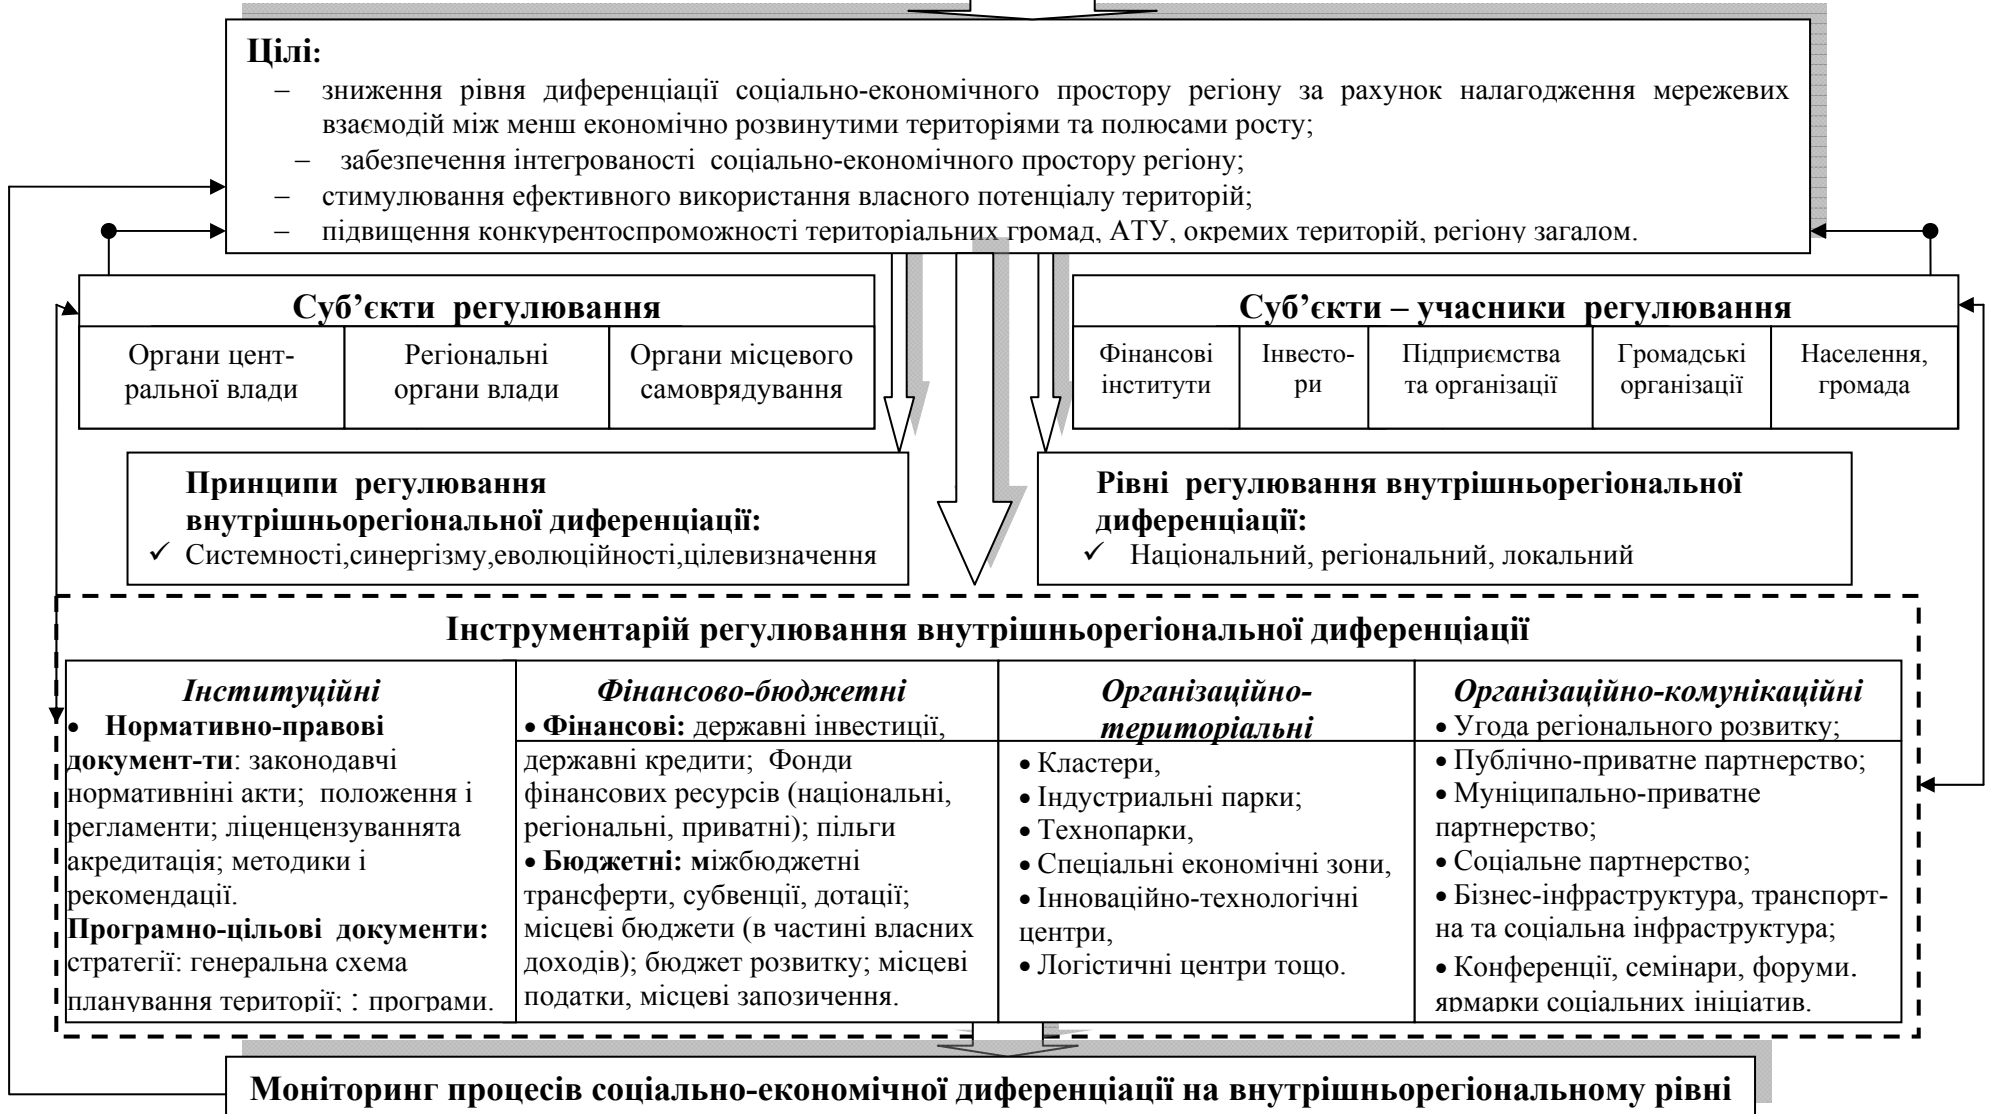 Цілі:
– зниження рівня диференціації соціально-економічного простору регіону за рахунок налагодження мережевих
взаємодій між менш економічно розвинутими територіями та полюсами росту;
– забезпечення інтегрованості соціально-економічного простору регіону;
– стимулювання ефективного використання власного потенціалу територій;
– підвищення конкурентоспроможності територіальних громад, АТУ, окремих територій, регіону загалом.
Суб’єкти регулювання
Органи цент-
ральної влади
Регіональні
органи влади
Органи місцевого
самоврядування
Суб’єкти – учасники регулювання
Фінансові
інститути
Інвесто-
ри
Підприємства
та організації
Громадські
організації
Населення,
громада
Принципи регулювання
внутрішньорегіональної диференціації:
✓ Системності,синергізму,еволюційності,цілевизначення
Рівні регулювання внутрішньорегіональної
диференціації:
✓ Національний, регіональний, локальний
Інструментарій регулювання внутрішньорегіональної диференціації
Інституційні
• Нормативно-правові
документ-ти: законодавчі
нормативніні акти; положення і
регламенти; ліценцензуваннята
акредитація; методики і
рекомендації.
Програмно-цільові документи:
стратегії: генеральна схема
планування території; : програми.
Фінансово-бюджетні
• Фінансові: державні інвестиції,
державні кредити; Фонди
фінансових ресурсів (національні,
регіональні, приватні); пільги
• Бюджетні: міжбюджетні
трансферти, субвенції, дотації;
місцеві бюджети (в частині власних
доходів); бюджет розвитку; місцеві
податки, місцеві запозичення.
Організаційно-
територіальні
• Кластери,
• Індустриальні парки;
• Технопарки,
• Спеціальні економічні зони,
• Інноваційно-технологічні
центри,
• Логістичні центри тощо.
Організаційно-комунікаційні
• Угода регіонального розвитку;
• Публічно-приватне партнерство;
• Муніципально-приватне
партнерство;
• Соціальне партнерство;
• Бізнес-інфраструктура, транспорт-
на та соціальна інфраструктура;
• Конференції, семінари, форуми.
ярмарки соціальних ініціатив.
Моніторинг процесів соціально-економічної диференціації на внутрішньорегіональному рівні